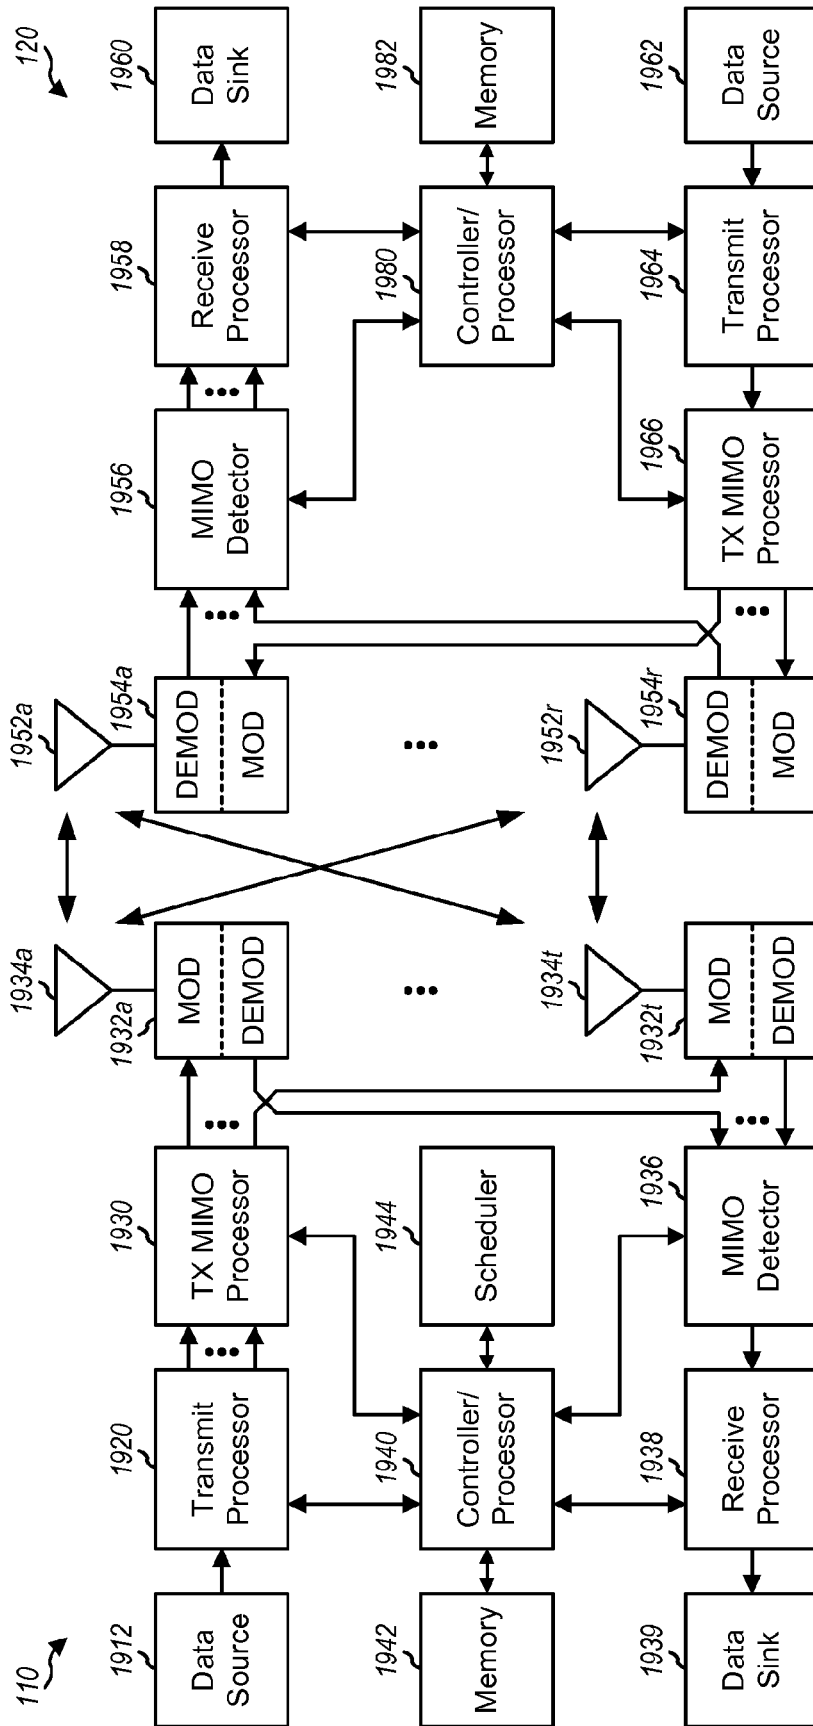 110
120
1912
Data
Source
1920
Transmit
Processor
1930
TX MIMO
Processor
1932a
MOD
DEMOD
1934a
1952a
1954a
DEMOD
MOD
1956
MIMO
Detector
1958
Receive
Processor
1960
Data
Sink
1942
Memory
1940
Controller/
Processor
1944
Scheduler
1980
Controller/
Processor
1982
Memory
1939
Data
Sink
1938
Receive
Processor
1936
MIMO
Detector
1932t
MOD
DEMOD
1934t
1952r
1954r
DEMOD
MOD
1966
TX MIMO
Processor
1964
Transmit
Processor
1962
Data
Source